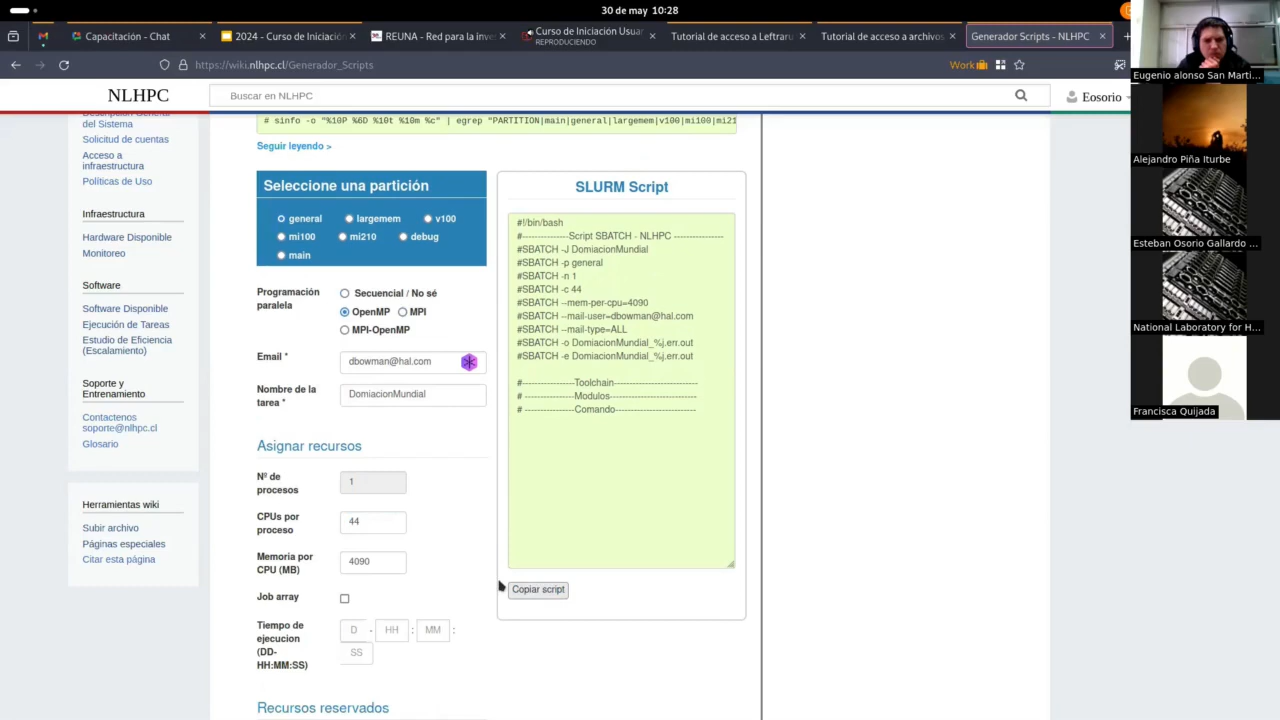 30 de may 10:28
Capacitación - Chat
2024 - Curso de Iniciación
REUNA - Red para la inve
Curso de Iniciación Usuar
REPRODUCIENDO
Tutorial de acceso a Leftraru
Tutorial de acceso a archivos
Generador Scripts - NLHPC
https://wiki.nlhpc.cl/Generador_Scripts
Work
NLHPC
Buscar en NLHPC
Eosorio
Descripción General
del Sistema
Solicitud de cuentas
Acceso a
infraestructura
Políticas de Uso
Infraestructura
Hardware Disponible
Monitoreo
Software
Software Disponible
Ejecución de Tareas
Estudio de Eficiencia
(Escalamiento)
Soporte y
Entrenamiento
Contactenos
soporte@nlhpc.cl
Glosario
Herramientas wiki
Subir archivo
Páginas especiales
Citar esta página
# sinfo -o "%10P %6D %10t %10m %c" | egrep "PARTITION|main|general|largemem|v100|mi100|mi21
Seguir leyendo >
Seleccione una partición
general
largemem
v100
mi100
mi210
debug
main
Programación
paralela
Secuencial / No sé
OpenMP
MPI
MPI-OpenMP
Email *
dbowman@hal.com
Nombre de la
tarea *
DomiacionMundial
Asignar recursos
Nº de
procesos
1
CPUs por
proceso
44
Memoria por
CPU (MB)
4090
Job array
Tiempo de
ejecucion
(DD-
HH:MM:SS)
D - HH : MM :
SS
Recursos reservados
SLURM Script
#!/bin/bash
#---------------Script SBATCH - NLHPC ----------------
#SBATCH -J DomiacionMundial
#SBATCH -p general
#SBATCH -n 1
#SBATCH -c 44
#SBATCH --mem-per-cpu=4090
#SBATCH --mail-user=dbowman@hal.com
#SBATCH --mail-type=ALL
#SBATCH -o DomiacionMundial_%j.err.out
#SBATCH -e DomiacionMundial_%j.err.out
#-----------------Toolchain---------------------------
# ----------------Modulos----------------------------
# ----------------Comando--------------------------
Copiar script
Eugenio alonso San Marti...
Alejandro Piña Iturbe
Esteban Osorio Gallardo ...
National Laboratory for H...
Francisca Quijada